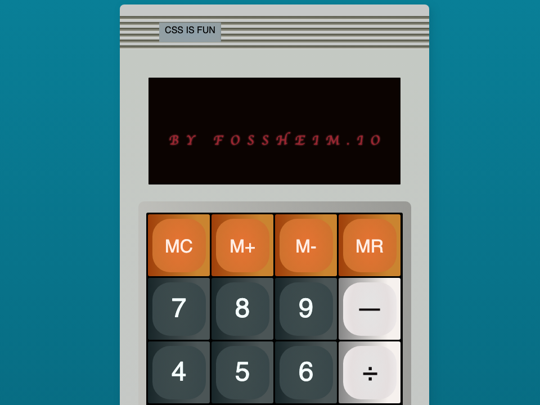 CSS IS FUN
BY FOSSHEIM.IO
MC M+ M- MR
7 8 9 —
4 5 6 ÷